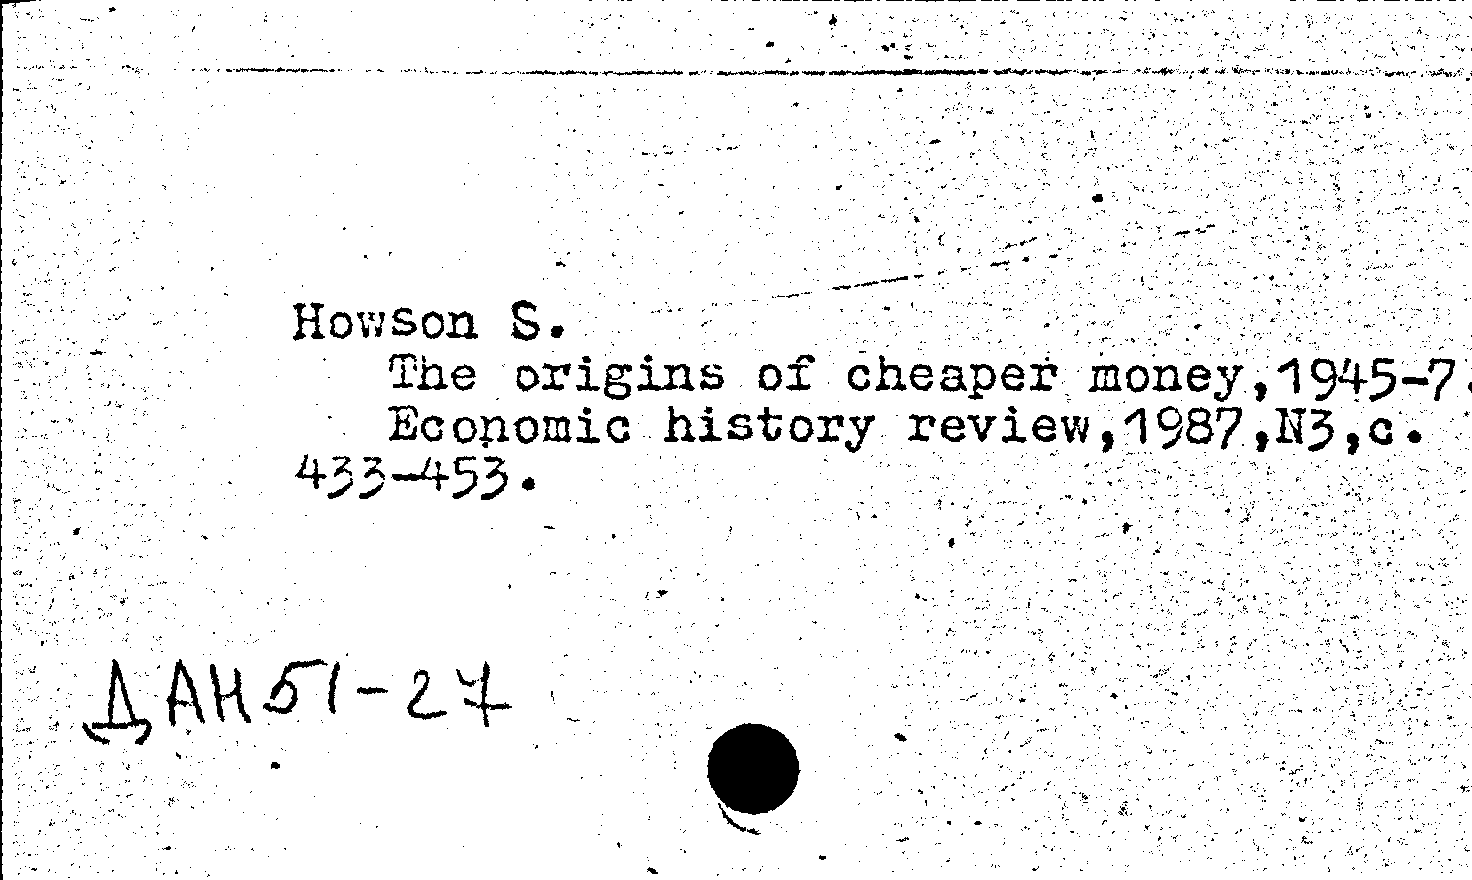 Howson S.
The origins of cheaper money,1945-7.
Economic history review,1987,N3,c.
433-453.
ДАН51-27